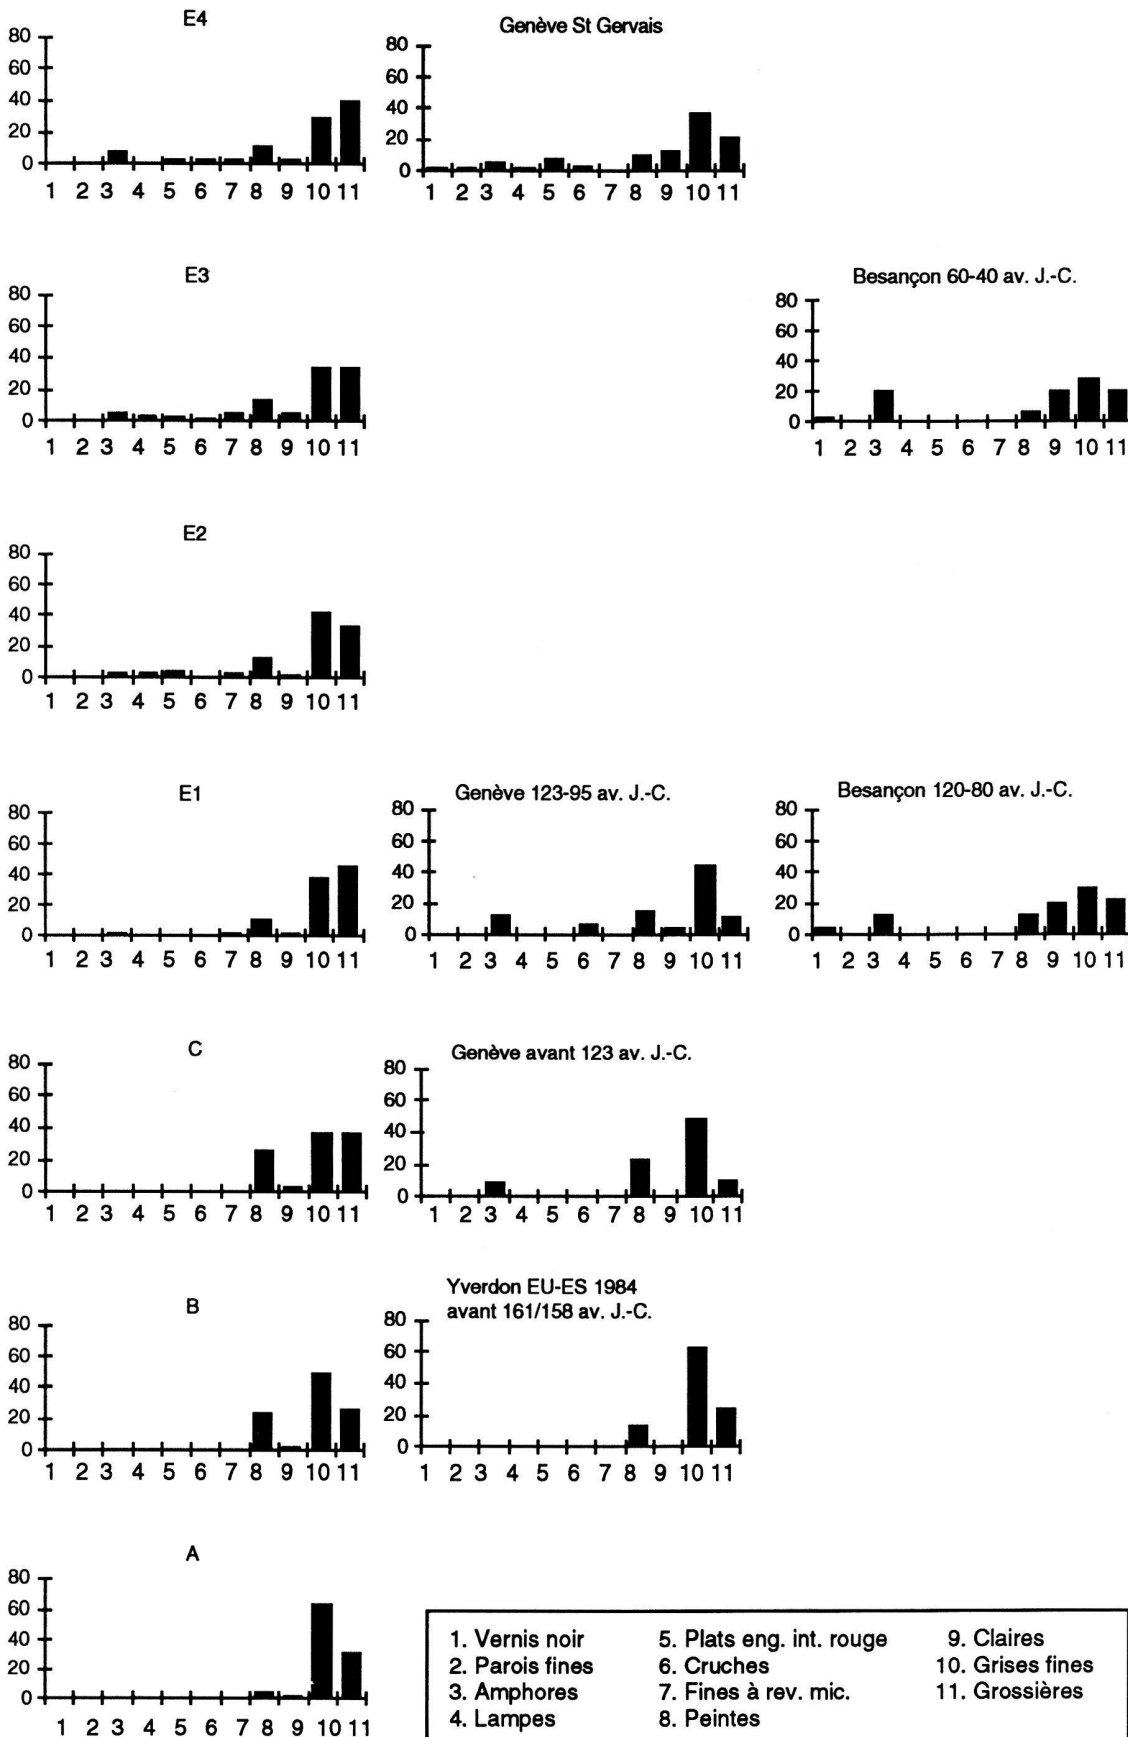 E4
80
60
40
20
0
1 2 3 4 5 6 7 8 9 10 11
Genève St Gervais
80
60
40
20
0
1 2 3 4 5 6 7 8 9 10 11
E3
80
60
40
20
0
1 2 3 4 5 6 7 8 9 10 11
Besançon 60-40 av. J.-C.
80
60
40
20
0
1 2 3 4 5 6 7 8 9 10 11
E2
80
60
40
20
0
1 2 3 4 5 6 7 8 9 10 11
E1
80
60
40
20
0
1 2 3 4 5 6 7 8 9 10 11
Genève 123-95 av. J.-C.
80
60
40
20
0
1 2 3 4 5 6 7 8 9 10 11
Besançon 120-80 av. J.-C.
80
60
40
20
0
1 2 3 4 5 6 7 8 9 10 11
C
80
60
40
20
0
1 2 3 4 5 6 7 8 9 10 11
Genève avant 123 av. J.-C.
80
60
40
20
0
1 2 3 4 5 6 7 8 9 10 11
B
80
60
40
20
0
1 2 3 4 5 6 7 8 9 10 11
Yverdon EU-ES 1984
avant 161/158 av. J.-C.
80
60
40
20
0
1 2 3 4 5 6 7 8 9 10 11
A
80
60
40
20
0
1 2 3 4 5 6 7 8 9 10 11
1. Vernis noir
2. Parois fines
3. Amphores
4. Lampes
5. Plats eng. int. rouge
6. Cruches
7. Fines à rev. mic.
8. Peintes
9. Claires
10. Grises fines
11. Grossières